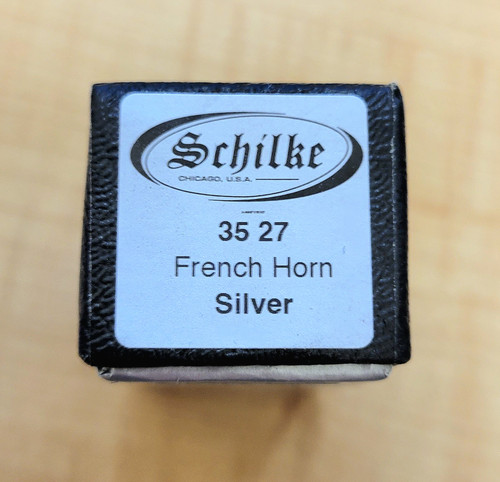 Schilke
CHICAGO, U.S.A.
35 27
French Horn
Silver